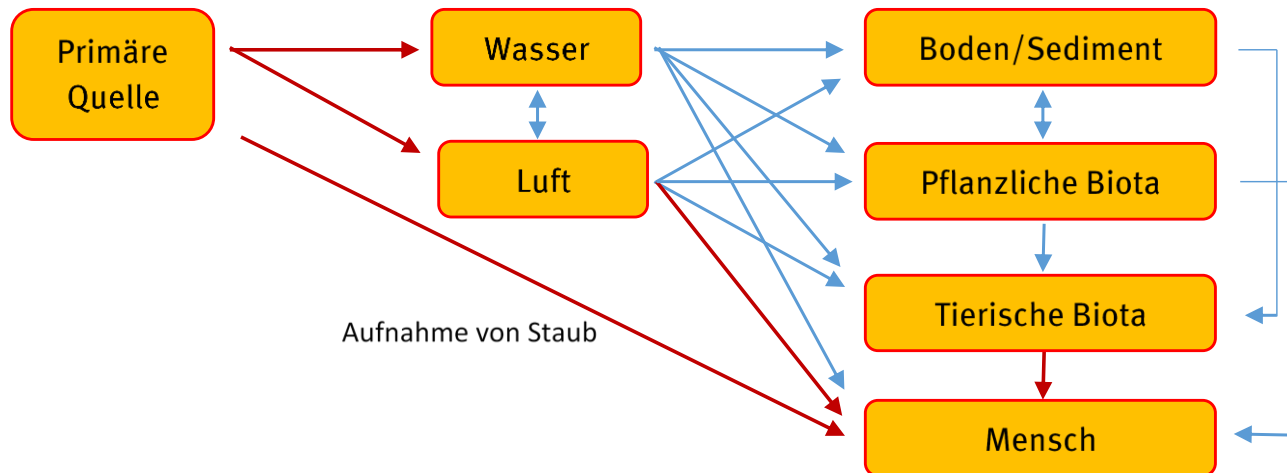 Primäre
Quelle
Wasser
Luft
Boden/Sediment
Pflanzliche Biota
Tierische Biota
Aufnahme von Staub
Mensch